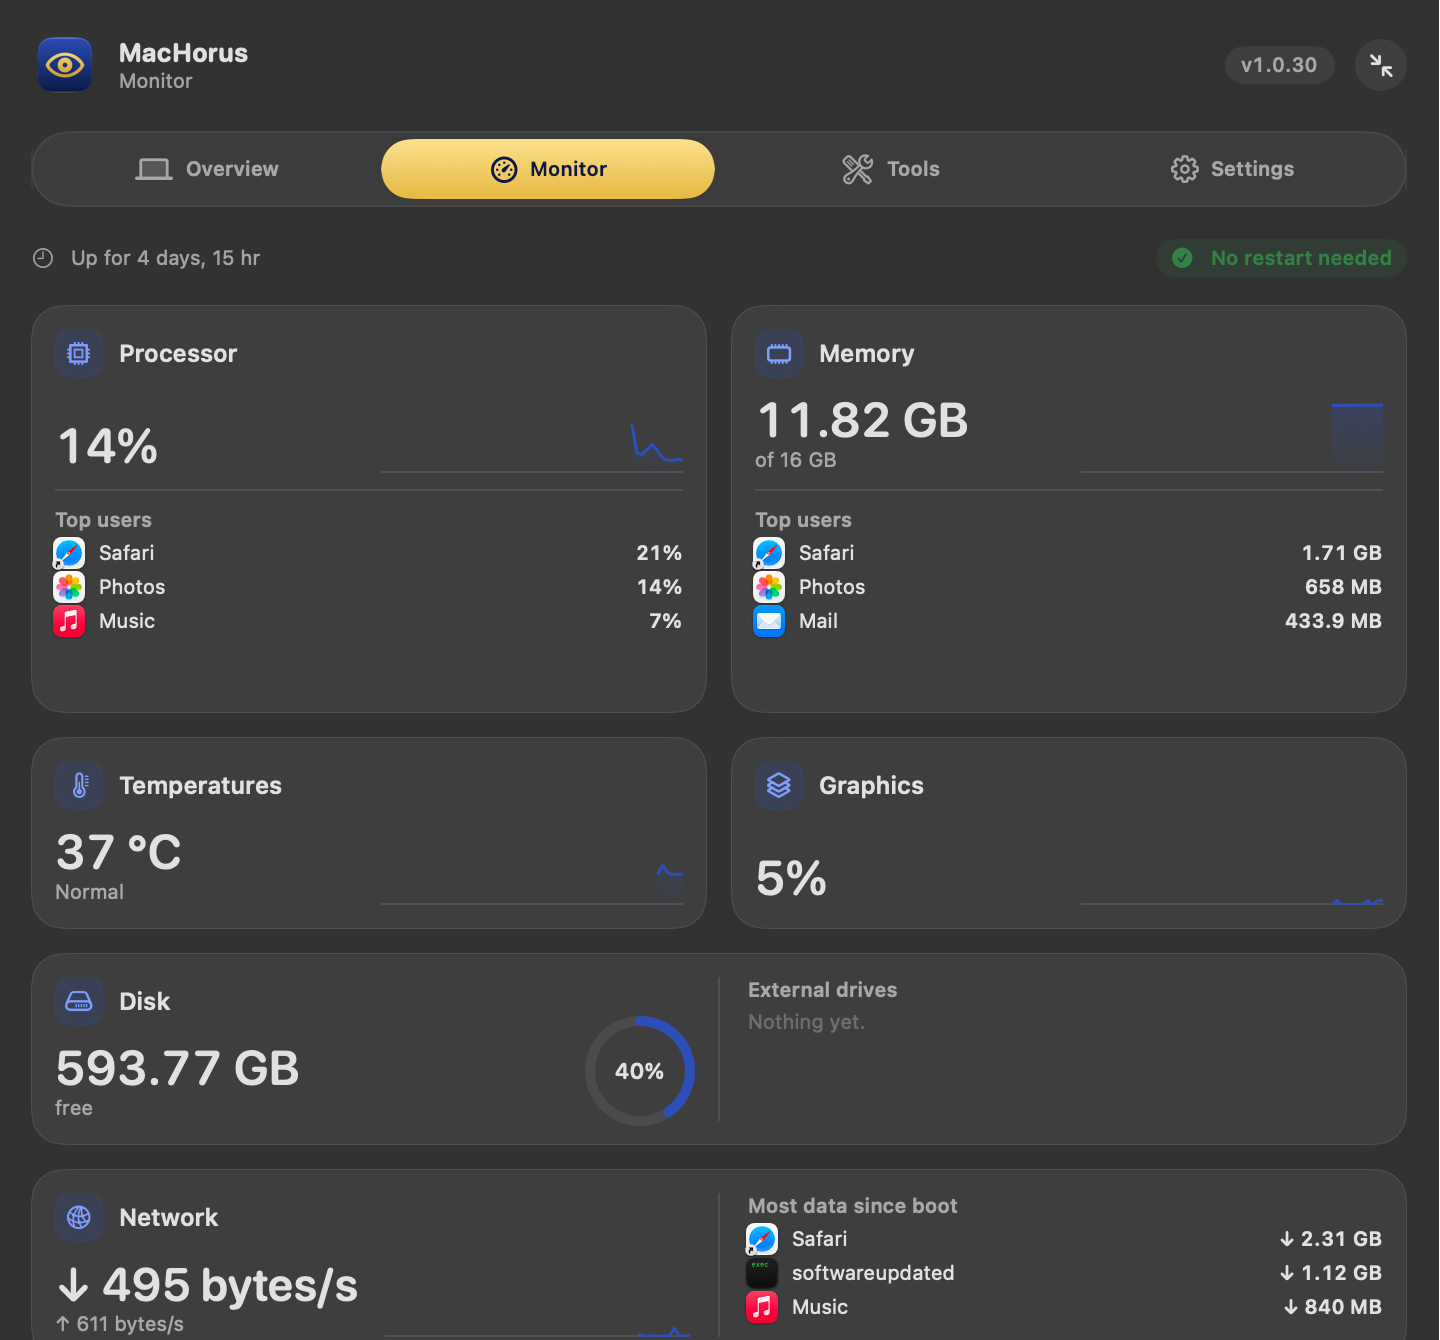 MacHorus
Monitor
v1.0.30
Overview
Monitor
Tools
Settings
Up for 4 days, 15 hr
No restart needed
Processor
14%
Top users
Safari 21%
Photos 14%
Music 7%
Memory
11.82 GB
of 16 GB
Top users
Safari 1.71 GB
Photos 658 MB
Mail 433.9 MB
Temperatures
37 °C
Normal
Graphics
5%
Disk
593.77 GB
free
40%
External drives
Nothing yet.
Network
↓ 495 bytes/s
↑ 611 bytes/s
Most data since boot
Safari ↓ 2.31 GB
exec
softwareupdated ↓ 1.12 GB
Music ↓ 840 MB